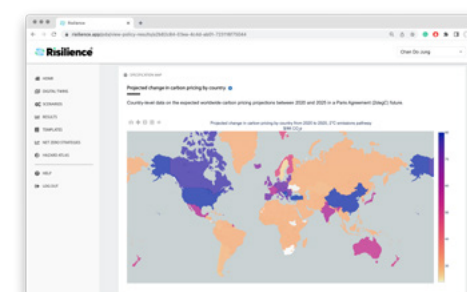 risilience.app
Risilience
Chen Do Jong
HOME
DIGITAL TWINS
SCENARIOS
RESULTS
TEMPLATES
NET ZERO STRATEGIES
HAZARD ATLAS
HELP
LOG OUT
Projected change in carbon pricing by country
Country-level data on the expected worldwide carbon pricing projections between 2020 and 2025 in a Paris Agreement (2degC) future.
Projected change in carbon pricing by country from 2020 to 2025. 2°C emissions pathway